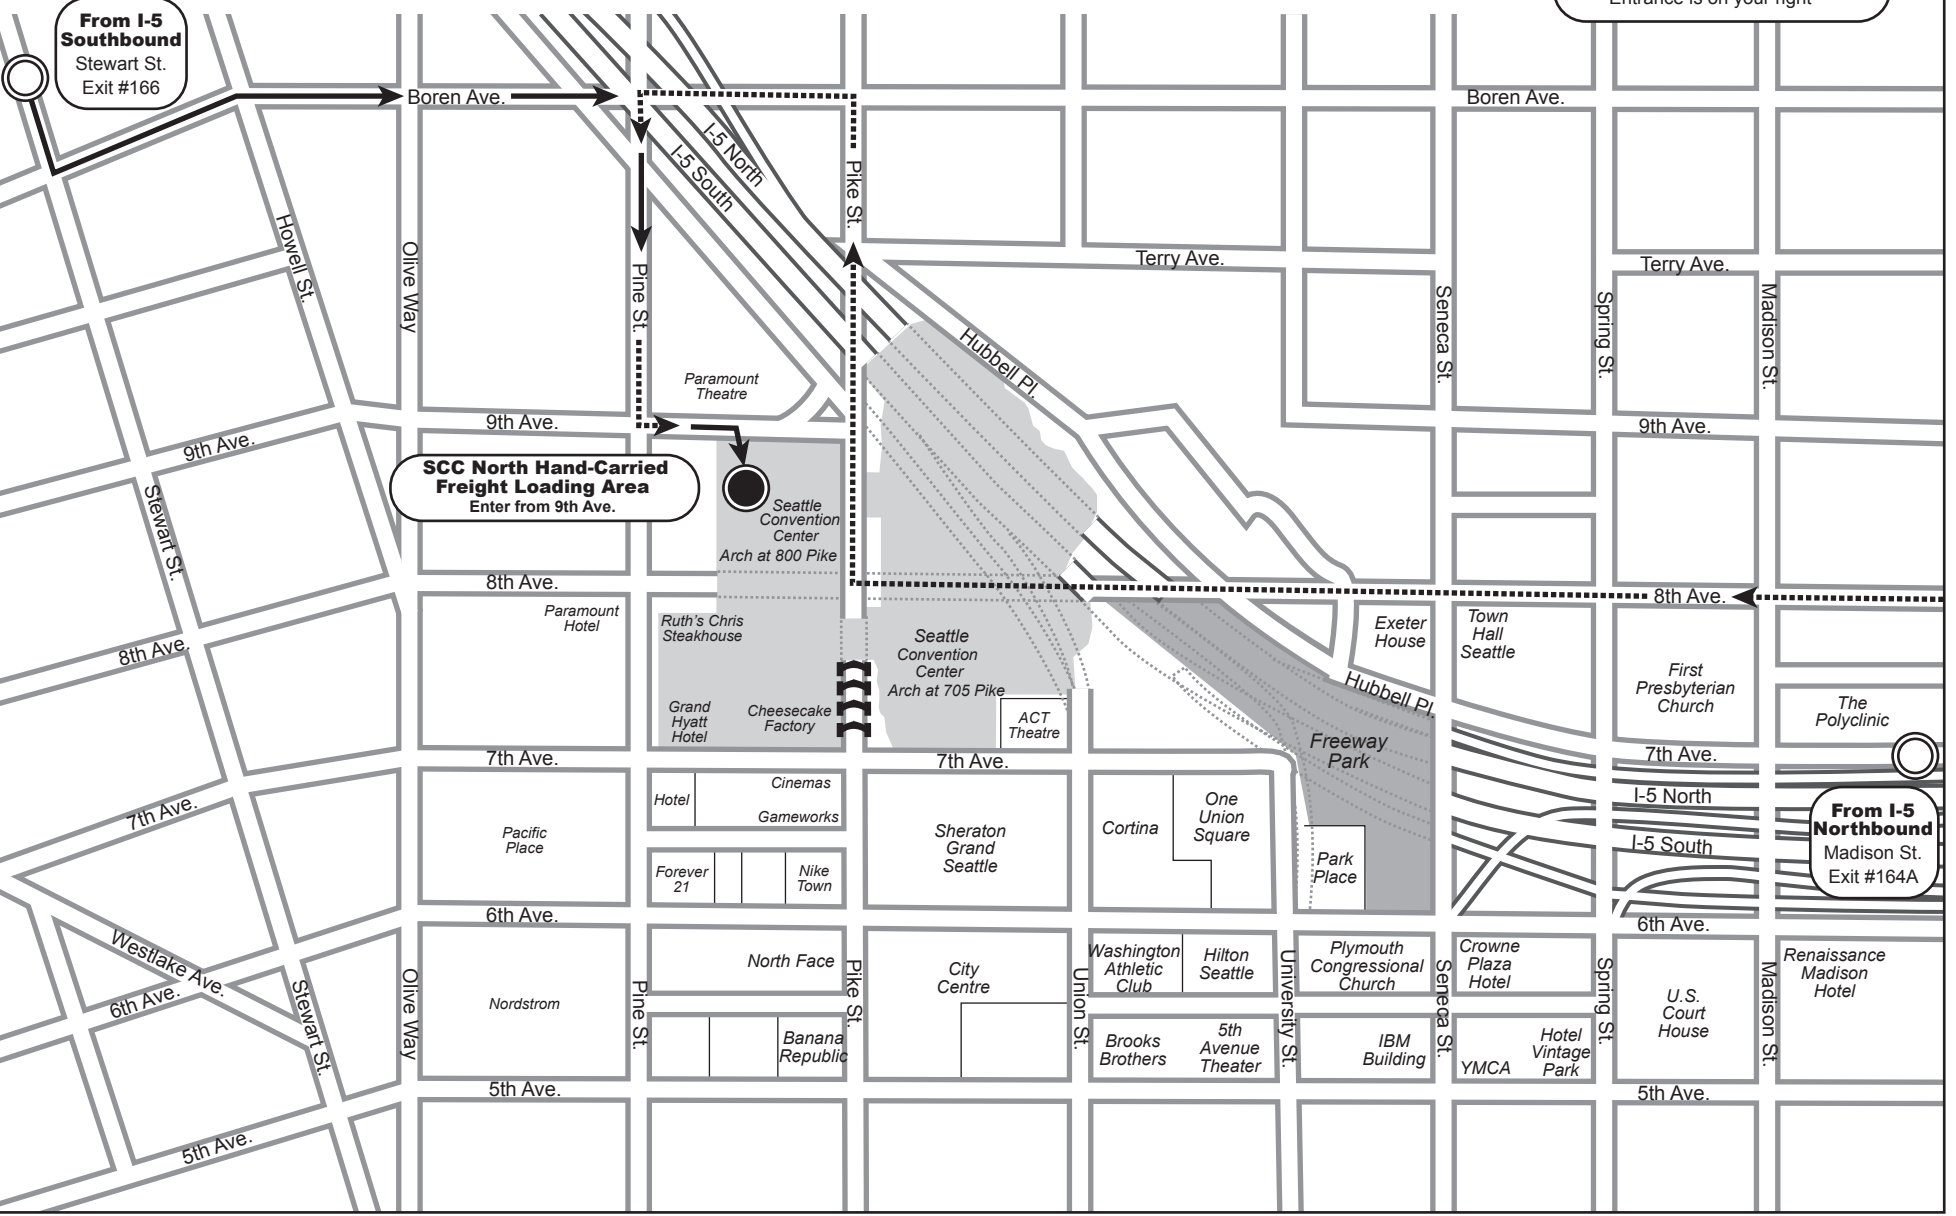 Entrance is on your right
From I-5
Southbound
Stewart St.
Exit #166
Boren Ave.
Boren Ave.
I-5 North
I-5 South
Pike St.
Howell St.
Olive Way
Pine St.
Terry Ave.
Terry Ave.
Seneca St.
Spring St.
Madison St.
Hubbell Pl.
Paramount
Theatre
9th Ave.
9th Ave.
9th Ave.
SCC North Hand-Carried
Freight Loading Area
Enter from 9th Ave.
Stewart St.
Seattle
Convention
Center
Arch at 800 Pike
8th Ave.
8th Ave.
8th Ave.
Paramount
Hotel
Ruth's Chris
Steakhouse
Seattle
Convention
Center
Arch at 705 Pike
Exeter
House
Town
Hall
Seattle
First
Presbyterian
Church
The
Polyclinic
Hubbell Pl.
Grand
Hyatt
Hotel
Cheesecake
Factory
ACT
Theatre
Freeway
Park
7th Ave.
7th Ave.
7th Ave.
7th Ave.
I-5 North
I-5 South
From I-5
Northbound
Madison St.
Exit #164A
Hotel
Cinemas
Gameworks
Pacific
Place
Forever
21
Nike
Town
Sheraton
Grand
Seattle
Cortina
One
Union
Square
Park
Place
6th Ave.
6th Ave.
6th Ave.
Westlake Ave.
Stewart St.
Olive Way
Nordstrom
Pine St.
North Face
Pike St.
City
Centre
Union St.
Washington
Athletic
Club
Hilton
Seattle
University St.
Plymouth
Congregational
Church
Seneca St.
Crowne
Plaza
Hotel
Spring St.
U.S.
Court
House
Madison St.
Renaissance
Madison
Hotel
Banana
Republic
Brooks
Brothers
5th
Avenue
Theater
IBM
Building
YMCA
Hotel
Vintage
Park
5th Ave.
5th Ave.
5th Ave.